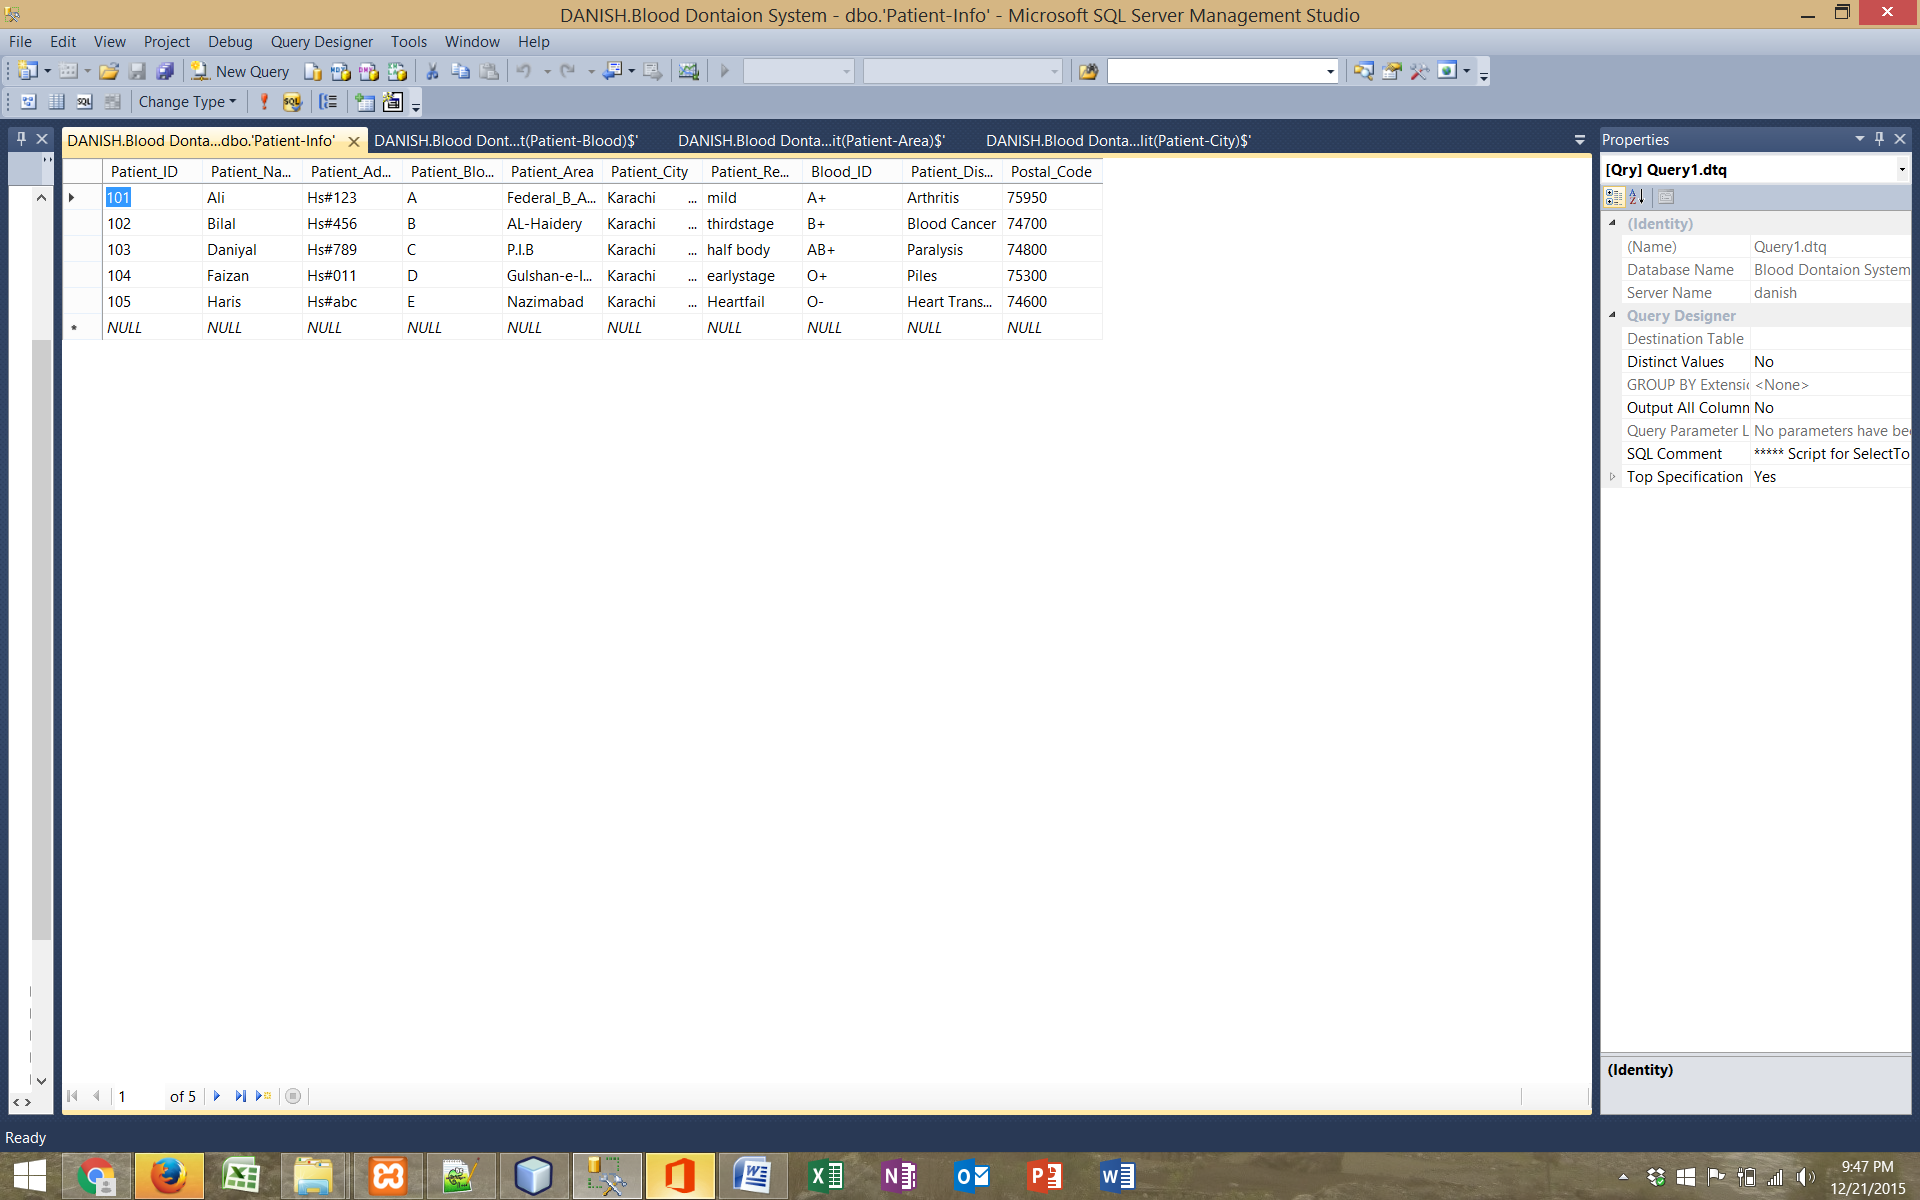 DANISH.Blood Dontaion System - dbo.'Patient-Info' - Microsoft SQL Server Management Studio
File Edit View Project Debug Query Designer Tools Window Help
New Query
SQL Change Type SQL
DANISH.Blood Donta...dbo.'Patient-Info' DANISH.Blood Dont...t(Patient-Blood)$' DANISH.Blood Donta...it(Patient-Area)$' DANISH.Blood Donta...lit(Patient-City)$'
Patient_ID Patient_Na... Patient_Ad... Patient_Blo... Patient_Area Patient_City Patient_Re... Blood_ID Patient_Dis... Postal_Code
101 Ali Hs#123 A Federal_B_A... Karachi ... mild A+ Arthritis 75950
102 Bilal Hs#456 B AL-Haidery Karachi ... thirdstage B+ Blood Cancer 74700
103 Daniyal Hs#789 C P.I.B Karachi ... half body AB+ Paralysis 74800
104 Faizan Hs#011 D Gulshan-e-I... Karachi ... earlystage O+ Piles 75300
105 Haris Hs#abc E Nazimabad Karachi ... Heartfail O- Heart Trans... 74600
NULL NULL NULL NULL NULL NULL NULL NULL NULL NULL
1 of 5
Properties
[Qry] Query1.dtq
(Identity)
(Name) Query1.dtq
Database Name Blood Dontaion System
Server Name danish
Query Designer
Destination Table
Distinct Values No
GROUP BY Extensic <None>
Output All Column No
Query Parameter L No parameters have bee
SQL Comment ***** Script for SelectTo
Top Specification Yes
(Identity)
Ready
9:47 PM
12/21/2015